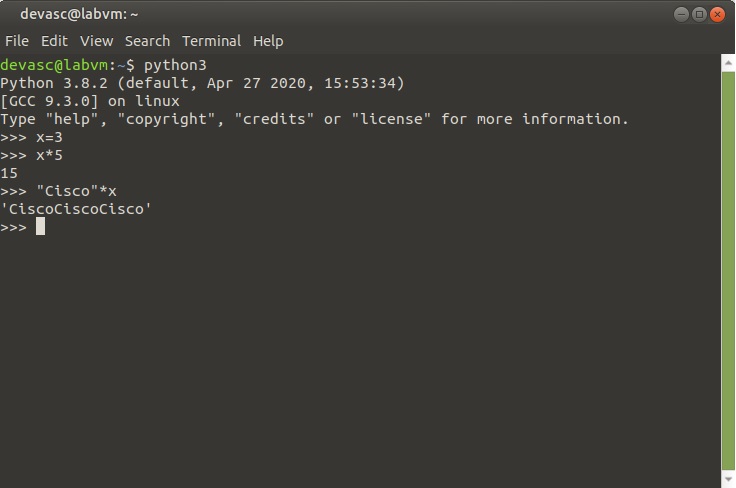 devasc@labvm: ~
File Edit View Search Terminal Help
devasc@labvm:~$ python3
Python 3.8.2 (default, Apr 27 2020, 15:53:34)
[GCC 9.3.0] on linux
Type "help", "copyright", "credits" or "license" for more information.
>>> x=3
>>> x*5
15
>>> "Cisco"*x
'CiscoCiscoCisco'
>>>